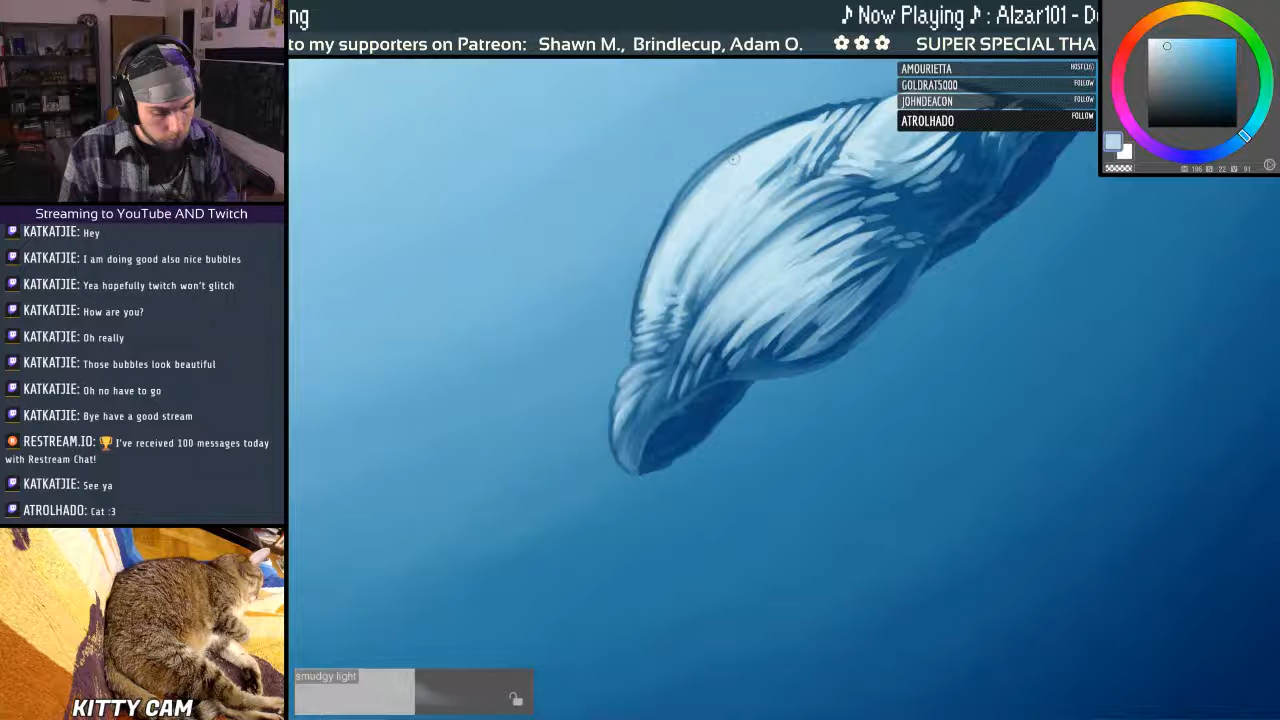 ng
♪ Now Playing ♪ : Alzar101 - D
to my supporters on Patreon: Shawn M., Brindlecup, Adam O. ✿ ✿ ✿ SUPER SPECIAL THA
AMOURIETTA HOST(16)
GOLDRAT5000 FOLLOW
JOHNDEACON FOLLOW
ATROLHADO FOLLOW
Streaming to YouTube AND Twitch
KATKATJIE: Hey
KATKATJIE: I am doing good also nice bubbles
KATKATJIE: Yea hopefully twitch won't glitch
KATKATJIE: How are you?
KATKATJIE: Oh really
KATKATJIE: Those bubbles look beautiful
KATKATJIE: Oh no have to go
KATKATJIE: Bye have a good stream
RESTREAM.IO: 🏆 I've received 100 messages today
with Restream Chat!
KATKATJIE: See ya
ATROLHADO: Cat :3
KITTY CAM
smudgy light